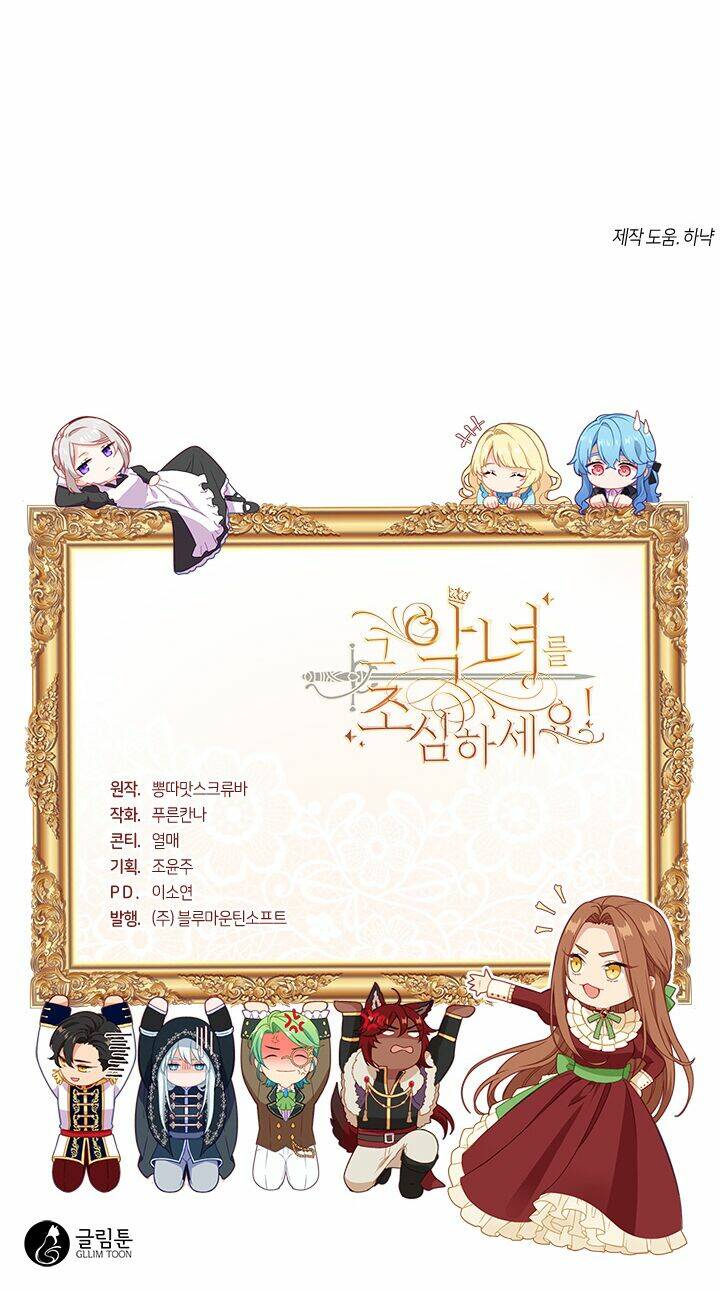 제작 도움. 하냑
그 악녀를
조심하세요!
원작. 뽕따맛스크류바
작화. 푸른칸나
콘티. 열매
기획. 조윤주
PD. 이소연
발행. (주) 블루마운틴소프트
글림툰
GLLIM TOON